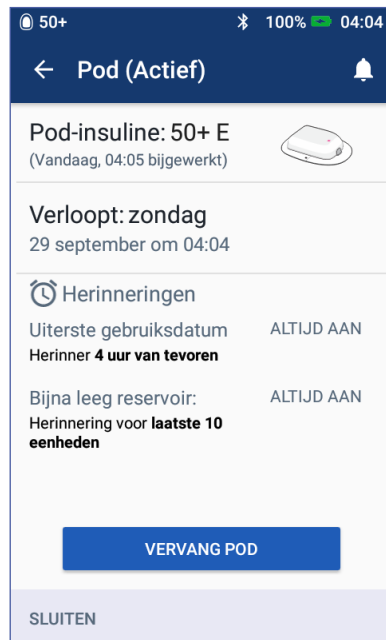 50+ 100% 04:04
Pod (Actief)
Pod-insuline: 50+ E
(Vandaag, 04:05 bijgewerkt)
Verloopt: zondag
29 september om 04:04
Herinneringen
Uiterste gebruiksdatum ALTIJD AAN
Herinner 4 uur van tevoren
Bijna leeg reservoir: ALTIJD AAN
Herinnering voor laatste 10
eenheden
VERVANG POD
SLUITEN